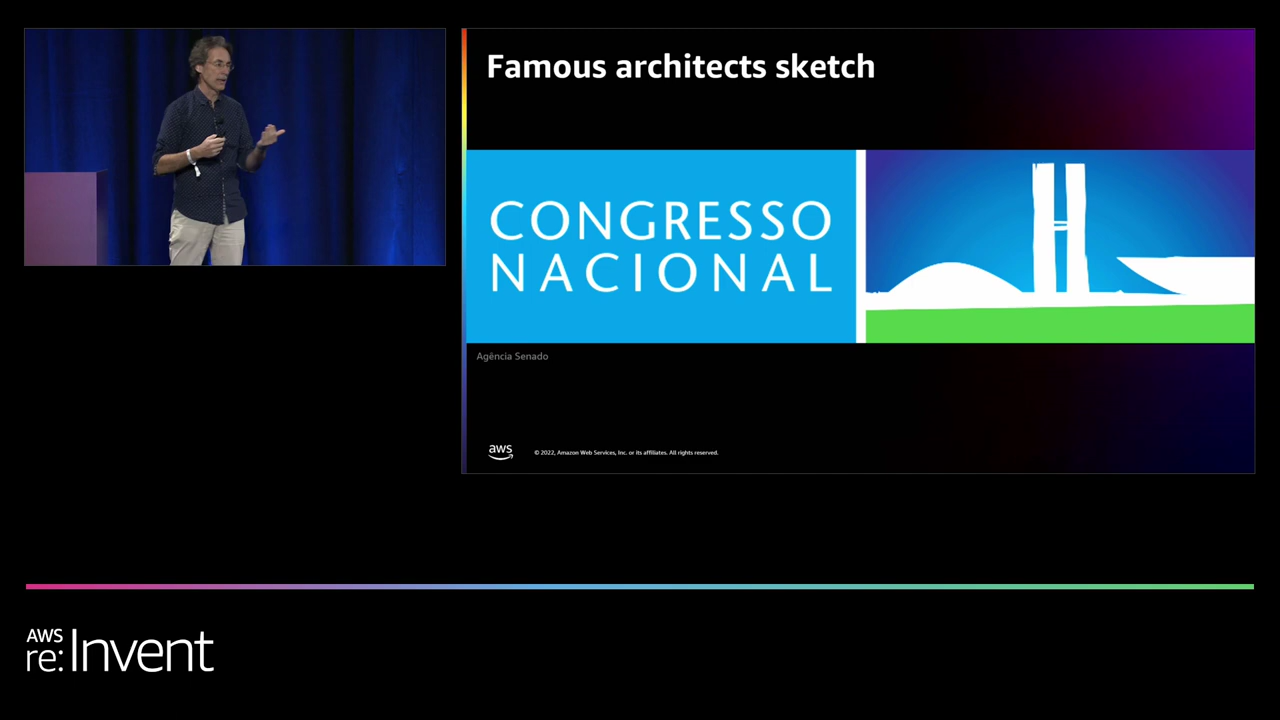 Famous architects sketch
CONGRESSO
NACIONAL
Agência Senado
aws
© 2022, Amazon Web Services, Inc. or its affiliates. All rights reserved.
AWS
re:Invent